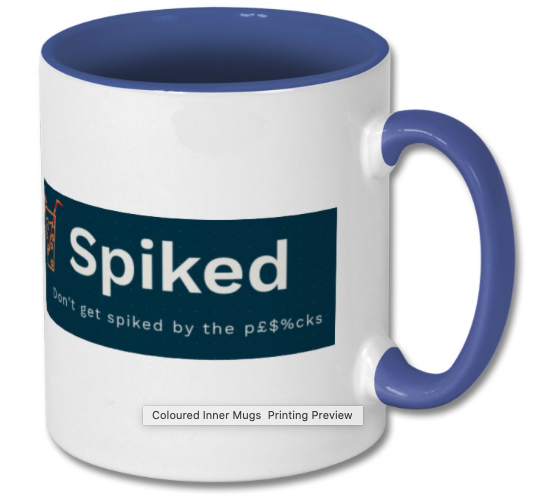 Spiked
Don't get spiked by the p£$%cks
Coloured Inner Mugs  Printing Preview